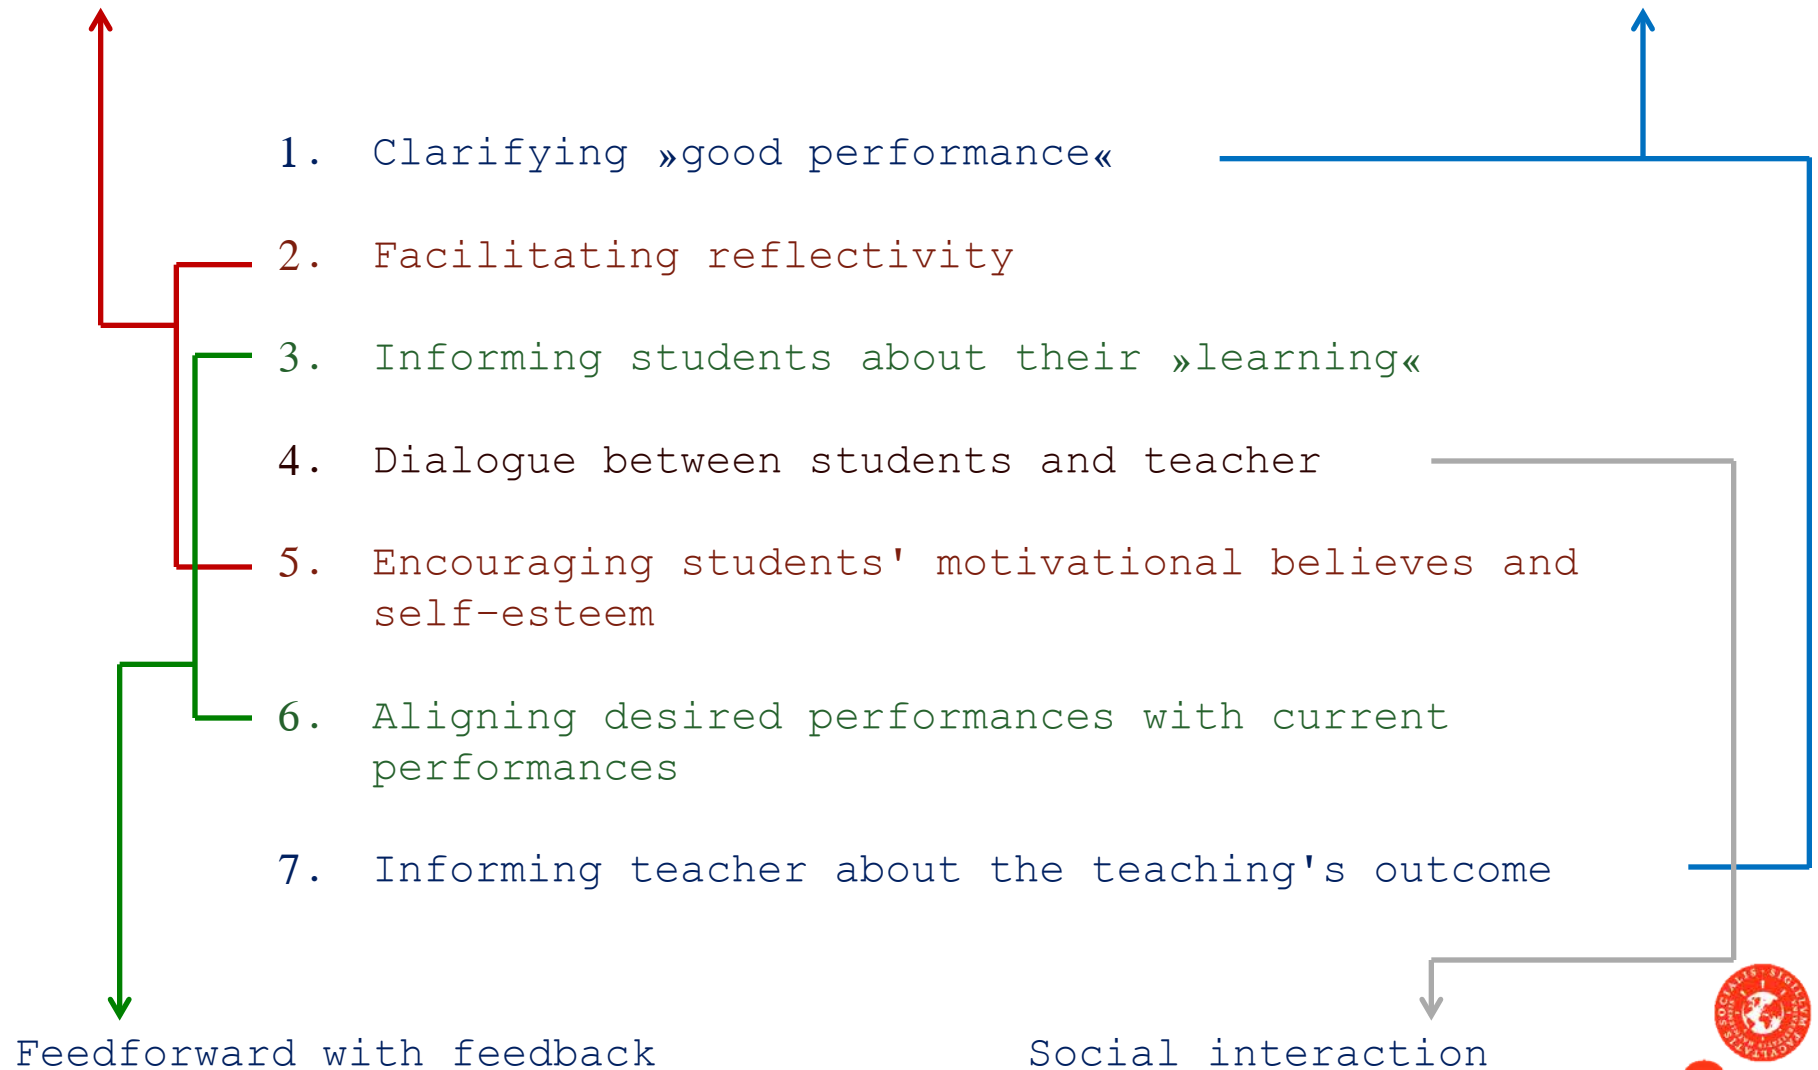 1. Clarifying »good performance«
2. Facilitating reflectivity
3. Informing students about their »learning«
4. Dialogue between students and teacher
5. Encouraging students' motivational believes and
self-esteem
6. Aligning desired performances with current
performances
7. Informing teacher about the teaching's outcome
Feedforward with feedback
Social interaction